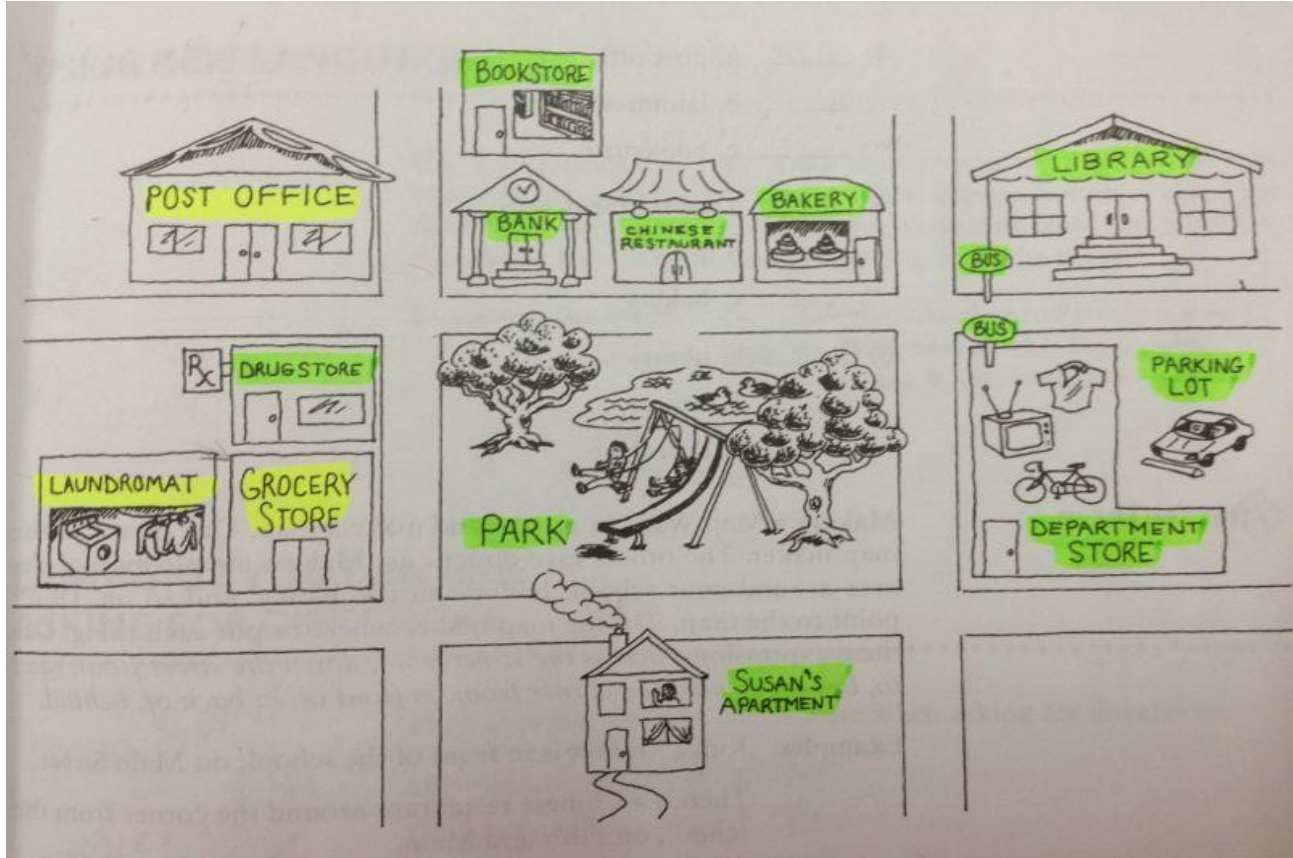 BOOKSTORE
POST OFFICE
BANK
CHINESE
RESTAURANT
BAKERY
LIBRARY
BUS
BUS
Rx
DRUGSTORE
PARKING
LOT
LAUNDROMAT
GROCERY
STORE
PARK
DEPARTMENT
STORE
SUSAN'S
APARTMENT